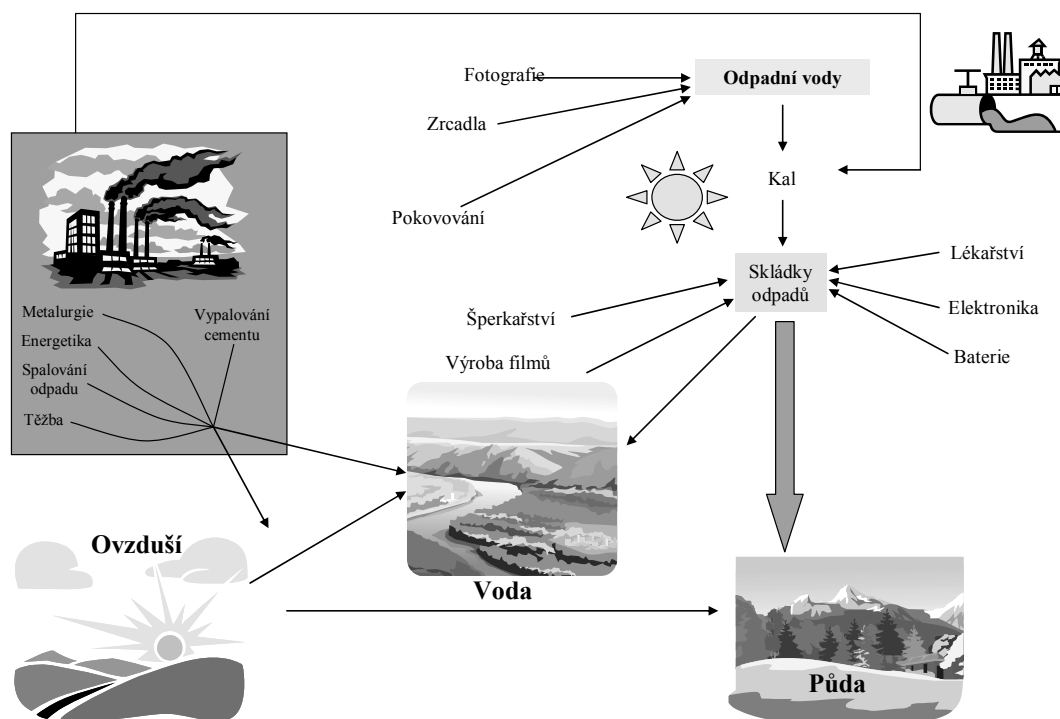 Fotografie
Odpadní vody
Zrcadla
Kal
Pokovování
Lékařství
Skládky
odpadů
Elektronika
Šperkařství
Baterie
Výroba filmů
Metalurgie
Vypalování
cementu
Energetika
Spalování
odpadu
Těžba
Ovzduší
Voda
Půda